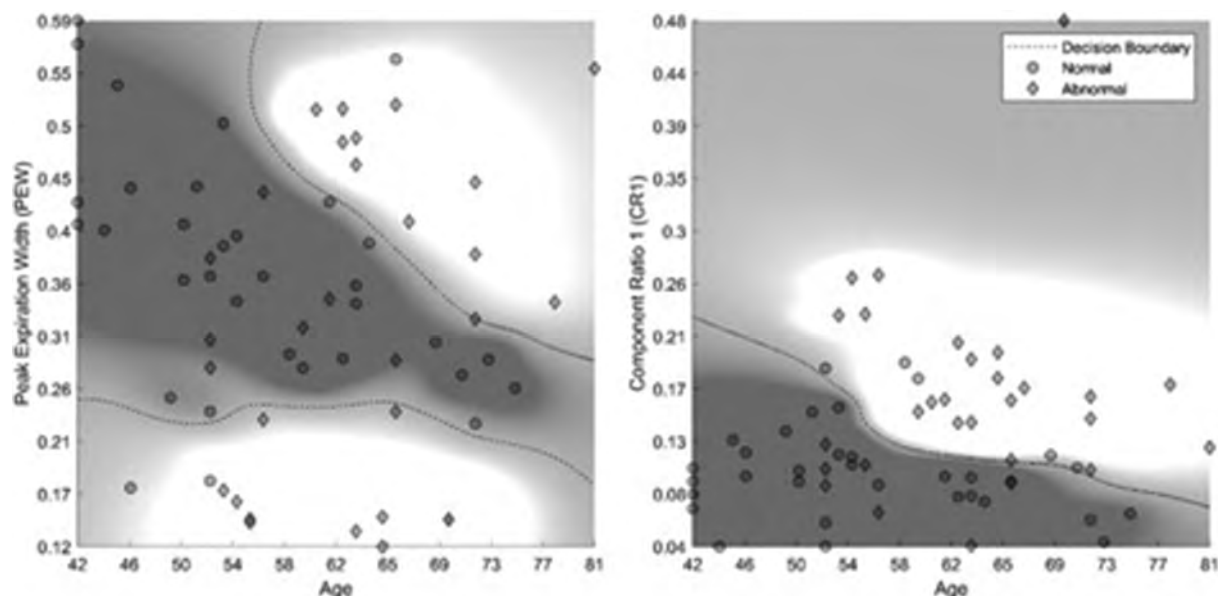 0.59
0.55
0.5
0.45
0.41
0.36
0.31
0.26
0.21
0.17
0.12
Peak Expiration Width (PEW)
42 46 50 54 58 62 65 69 73 77 81
Age
0.48
0.44
0.39
0.35
0.3
0.26
0.22
0.17
0.13
0.08
0.04
Component Ratio 1 (CR1)
Decision Boundary
Normal
Abnormal
42 46 50 54 58 62 65 69 73 77 81
Age